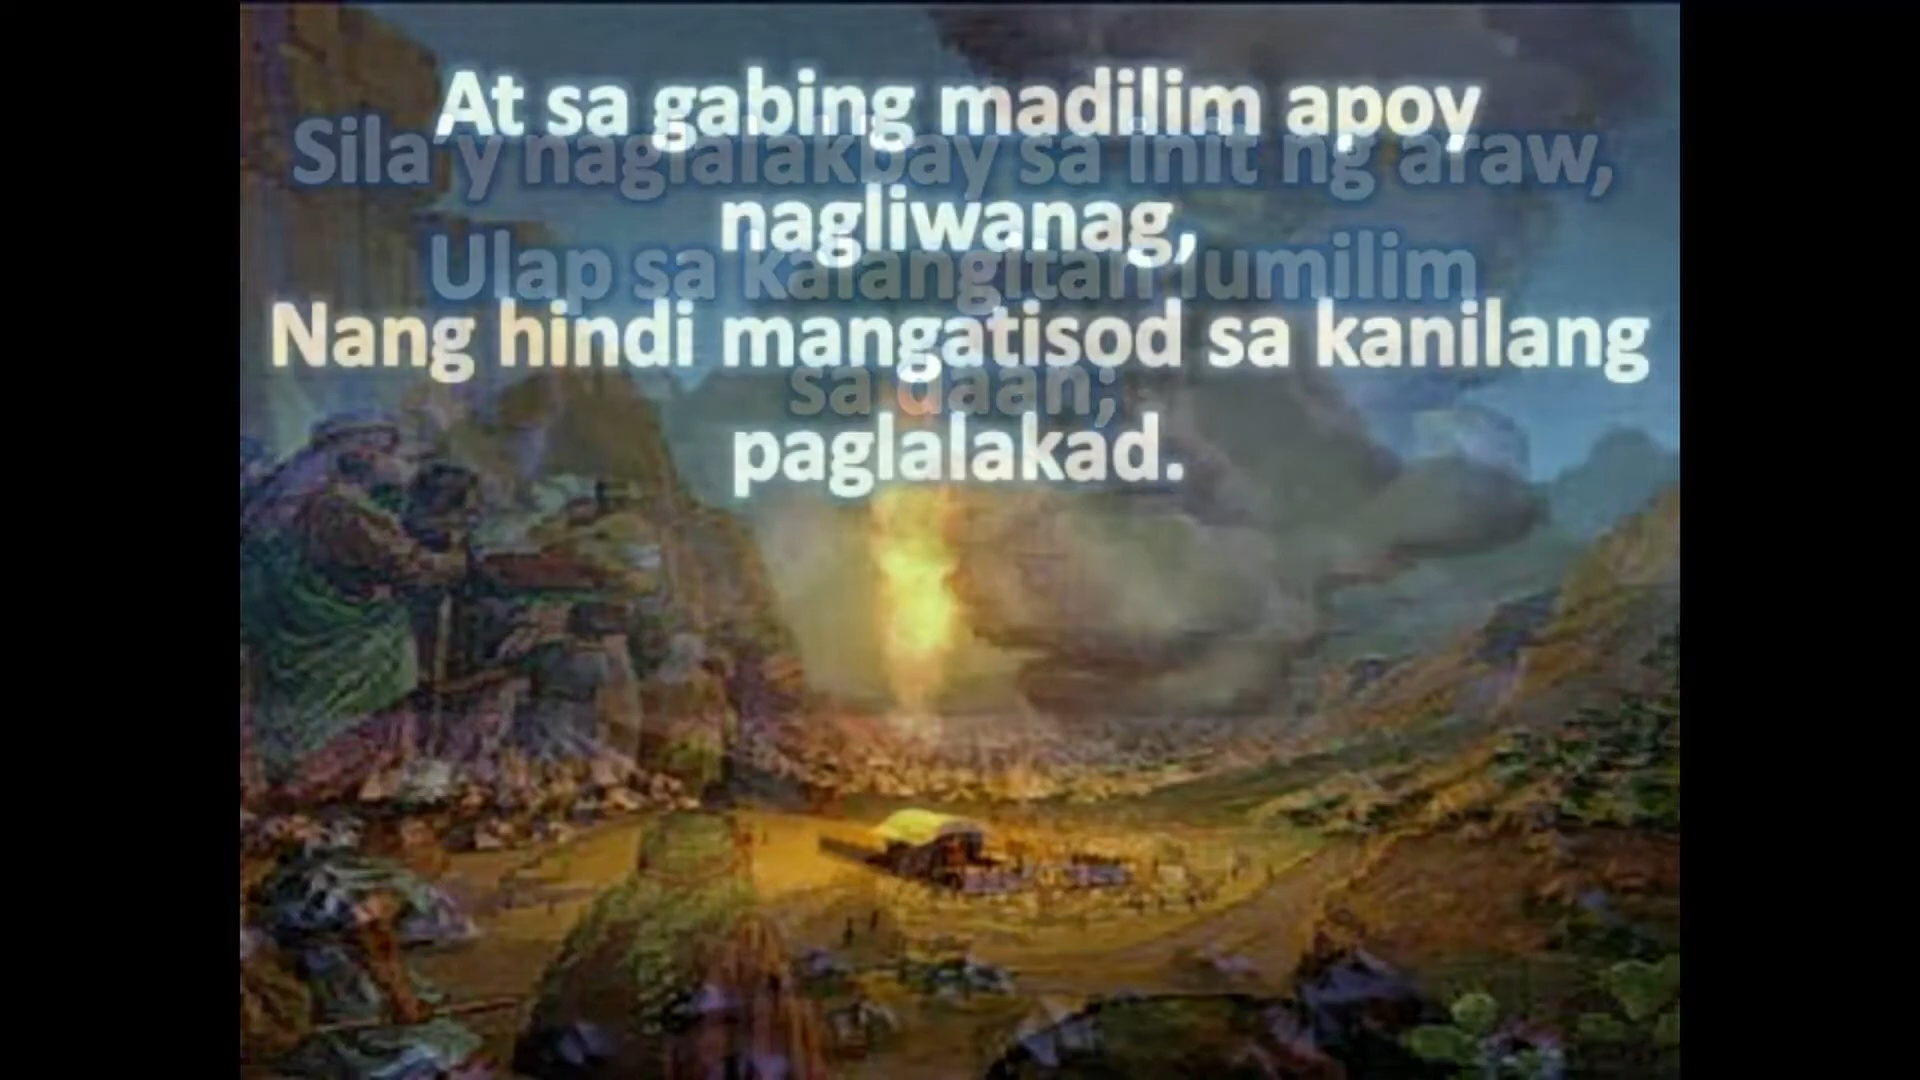 At sa gabing madilim apoy
nagliwanag,
Nang hindi mangatisod sa kanilang
paglalakad.
Sila'y naglalakbay sa init ng araw,
Ulap sa kalangitan lumilim
sa daan;